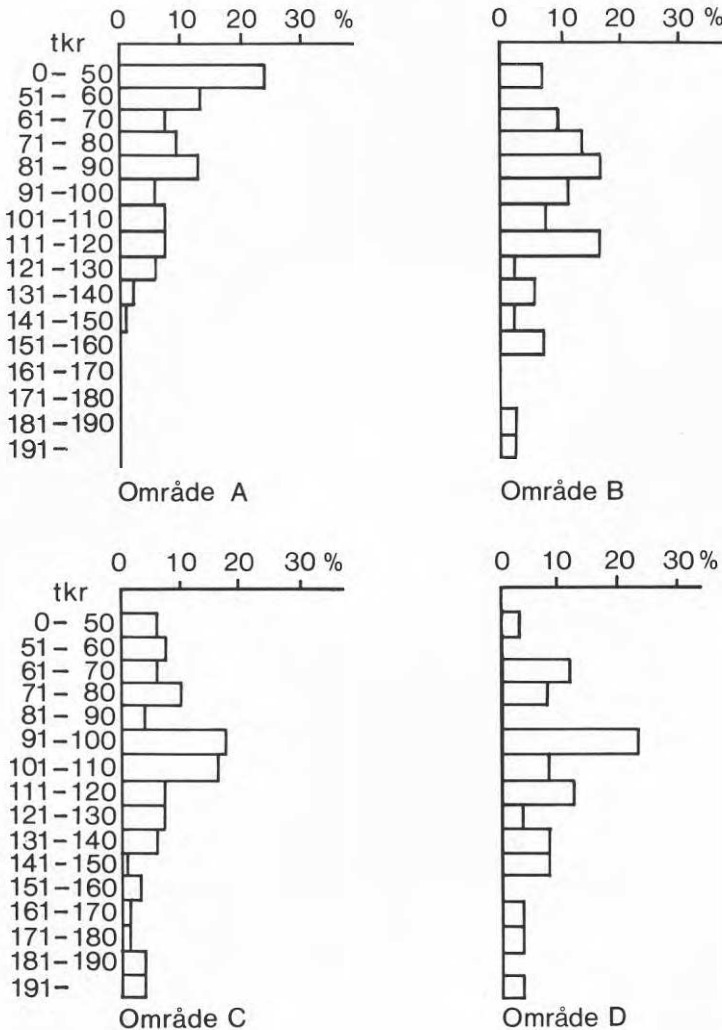 0 10 20 30 %
tkr
0 – 50
51 – 60
61 – 70
71 – 80
81 – 90
91 –100
101 –110
111 –120
121 –130
131 –140
141 –150
151 –160
161 –170
171 –180
181 –190
191 –
Område A
0 10 20 30 %
Område B
0 10 20 30 %
tkr
0 – 50
51 – 60
61 – 70
71 – 80
81 – 90
91 –100
101 –110
111 –120
121 –130
131 –140
141 –150
151 –160
161 –170
171 –180
181 –190
191 –
Område C
0 10 20 30 %
Område D